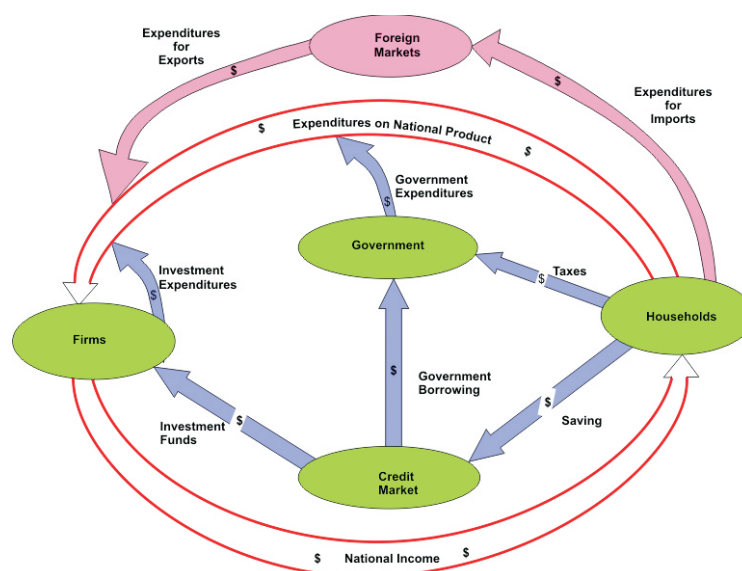 Expenditures
for
Exports
$
Foreign
Markets
$
Expenditures
for
Imports
$ Expenditures on National Product $
Government
Expenditures
$
Government
Taxes
$
Investment
Expenditures
$
Households
Firms
$
Government
Borrowing
$
Saving
Investment
Funds
$
Credit
Market
$ National Income $